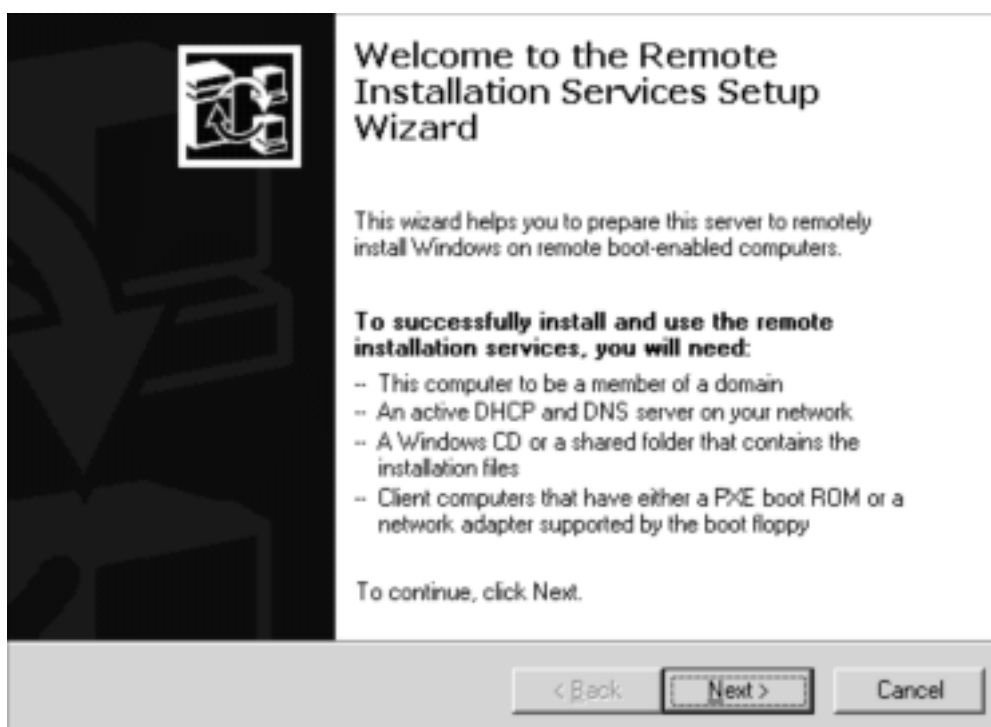 Welcome to the Remote
Installation Services Setup
Wizard
This wizard helps you to prepare this server to remotely
install Windows on remote boot-enabled computers.
To successfully install and use the remote
installation services, you will need:
-- This computer to be a member of a domain
-- An active DHCP and DNS server on your network
-- A Windows CD or a shared folder that contains the
installation files
-- Client computers that have either a PXE boot ROM or a
network adapter supported by the boot floppy
To continue, click Next.
< Back Next > Cancel